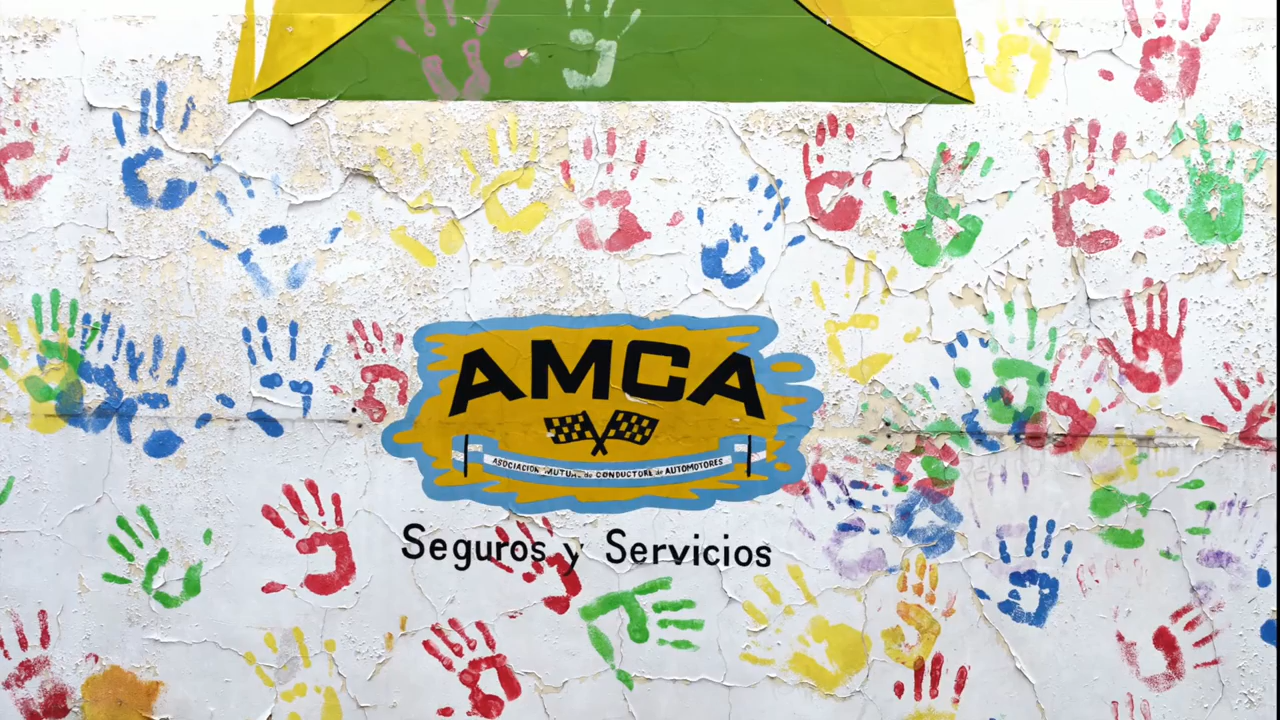 AMCA
ASOCIACION MUTUAL de CONDUCTORES de AUTOMOTORES
Seguros y Servicios